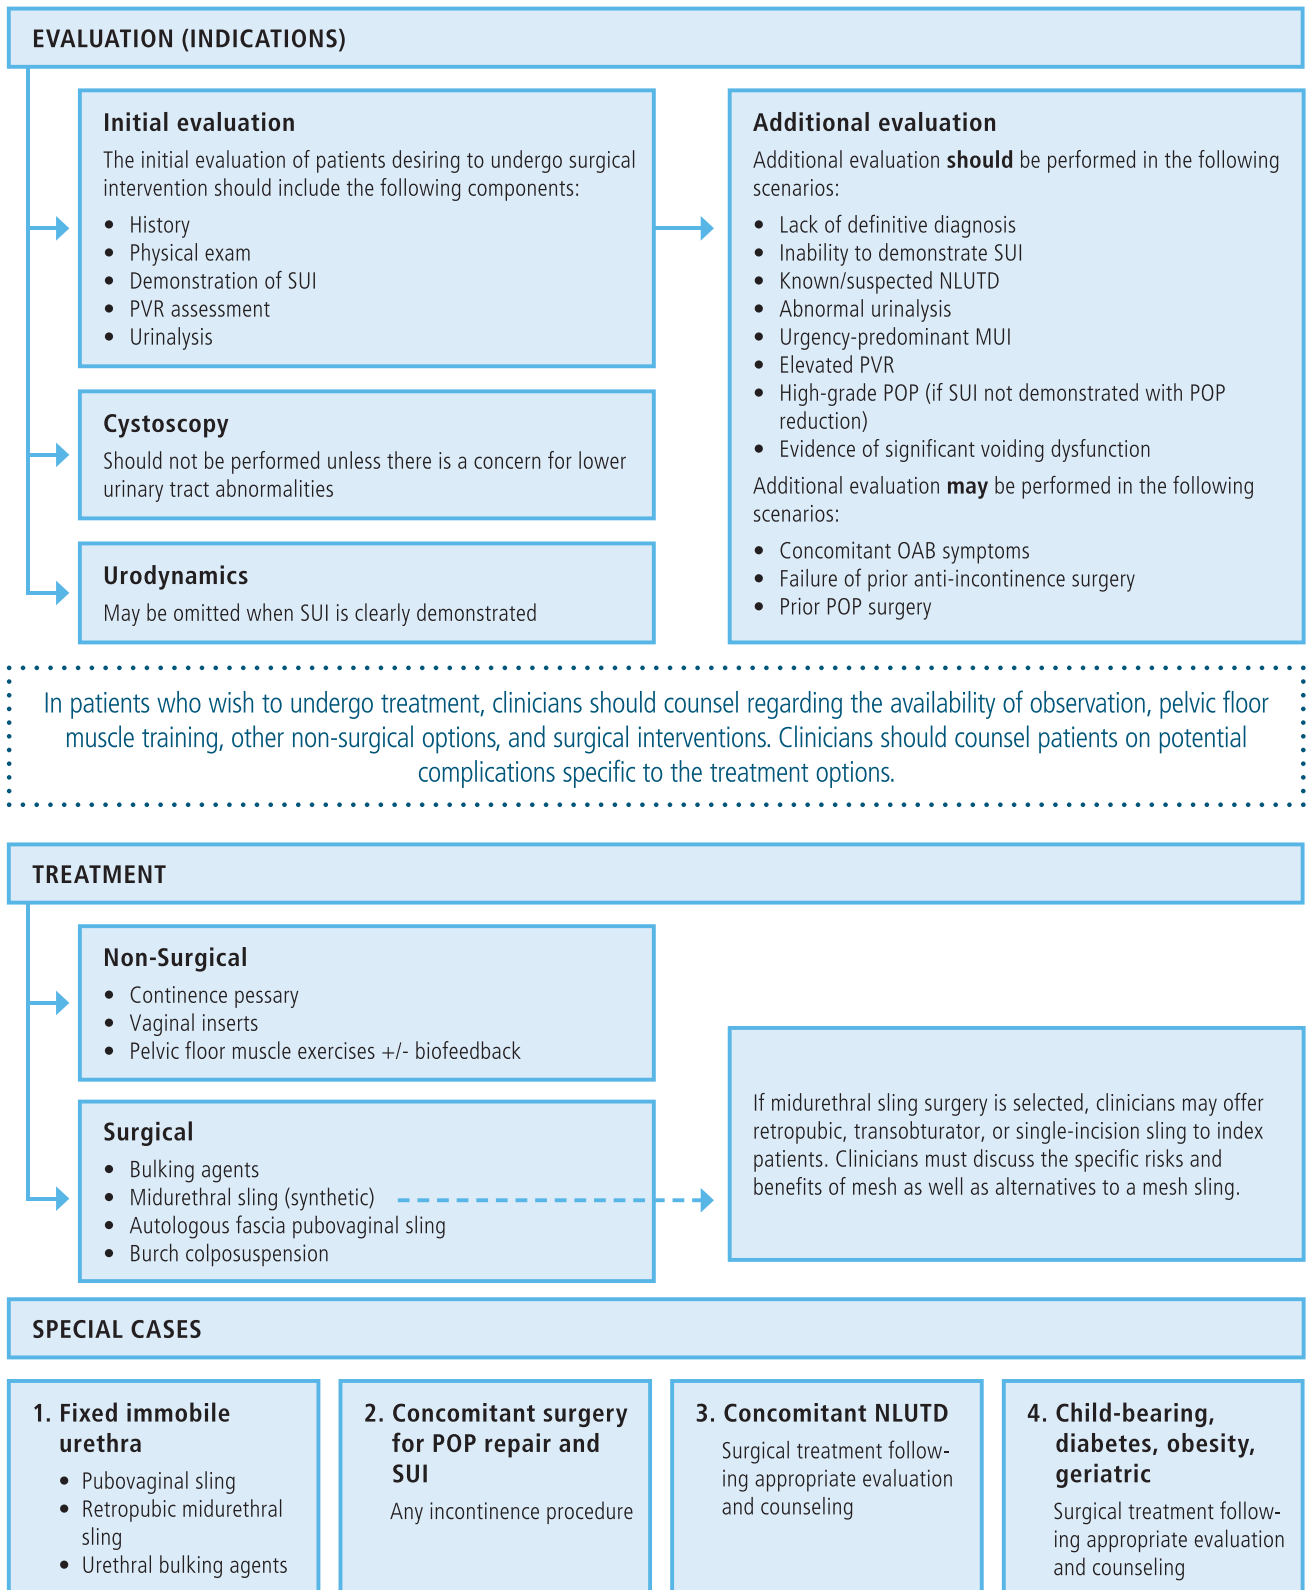 EVALUATION (INDICATIONS)
Initial evaluation
The initial evaluation of patients desiring to undergo surgical
intervention should include the following components:
• History
• Physical exam
• Demonstration of SUI
• PVR assessment
• Urinalysis
Cystoscopy
Should not be performed unless there is a concern for lower
urinary tract abnormalities
Urodynamics
May be omitted when SUI is clearly demonstrated
Additional evaluation
Additional evaluation should be performed in the following
scenarios:
• Lack of definitive diagnosis
• Inability to demonstrate SUI
• Known/suspected NLUTD
• Abnormal urinalysis
• Urgency-predominant MUI
• Elevated PVR
• High-grade POP (if SUI not demonstrated with POP
reduction)
• Evidence of significant voiding dysfunction
Additional evaluation may be performed in the following
scenarios:
• Concomitant OAB symptoms
• Failure of prior anti-incontinence surgery
• Prior POP surgery
In patients who wish to undergo treatment, clinicians should counsel regarding the availability of observation, pelvic floor
muscle training, other non-surgical options, and surgical interventions. Clinicians should counsel patients on potential
complications specific to the treatment options.
TREATMENT
Non-Surgical
• Continence pessary
• Vaginal inserts
• Pelvic floor muscle exercises +/- biofeedback
Surgical
• Bulking agents
• Midurethral sling (synthetic)
• Autologous fascia pubovaginal sling
• Burch colposuspension
If midurethral sling surgery is selected, clinicians may offer
retropubic, transobturator, or single-incision sling to index
patients. Clinicians must discuss the specific risks and
benefits of mesh as well as alternatives to a mesh sling.
SPECIAL CASES
1. Fixed immobile
urethra
• Pubovaginal sling
• Retropubic midurethral
sling
• Urethral bulking agents
2. Concomitant surgery
for POP repair and
SUI
Any incontinence procedure
3. Concomitant NLUTD
Surgical treatment follow-
ing appropriate evaluation
and counseling
4. Child-bearing,
diabetes, obesity,
geriatric
Surgical treatment follow-
ing appropriate evaluation
and counseling